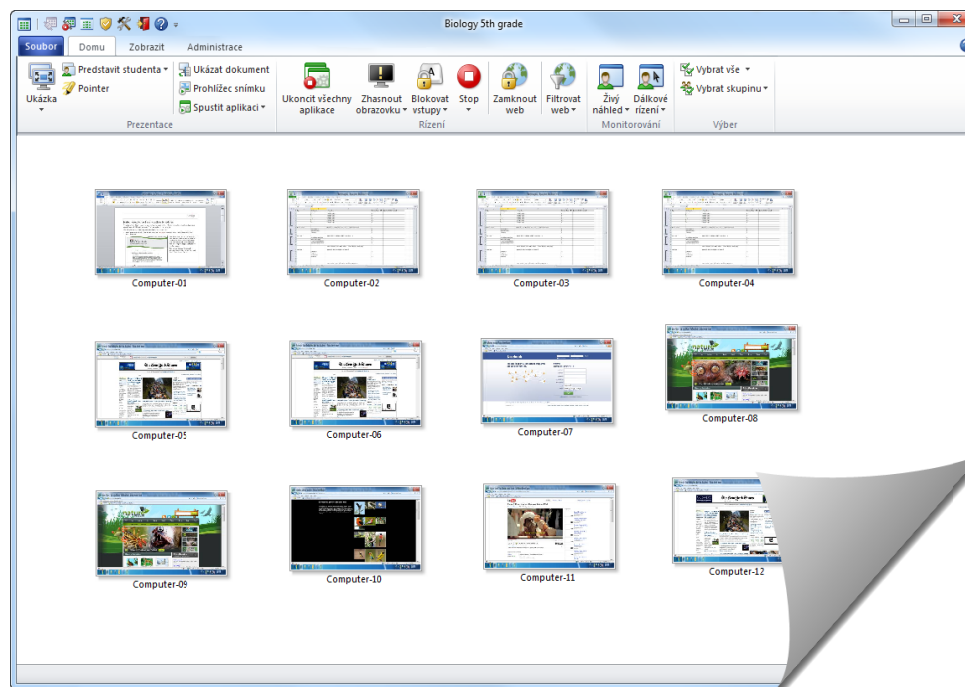 Biology 5th grade
Soubor Domu Zobrazit Administrace
Ukázka
Predstavit studenta
Pointer
Ukázat dokument
Prohlížec snímku
Spustit aplikaci
Prezentace
Ukoncit všechny
aplikace
Zhasnout
obrazovku
Blokovat
vstupy
Stop
Zamknout
web
Filtrovat
web
Rízení
Živý
náhled
Dálkové
rízení
Monitorování
Vybrat vše
Vybrat skupinu
Výber
Computer-01 Computer-02 Computer-03 Computer-04
Computer-05 Computer-06 Computer-07 Computer-08
Computer-09 Computer-10 Computer-11 Computer-12